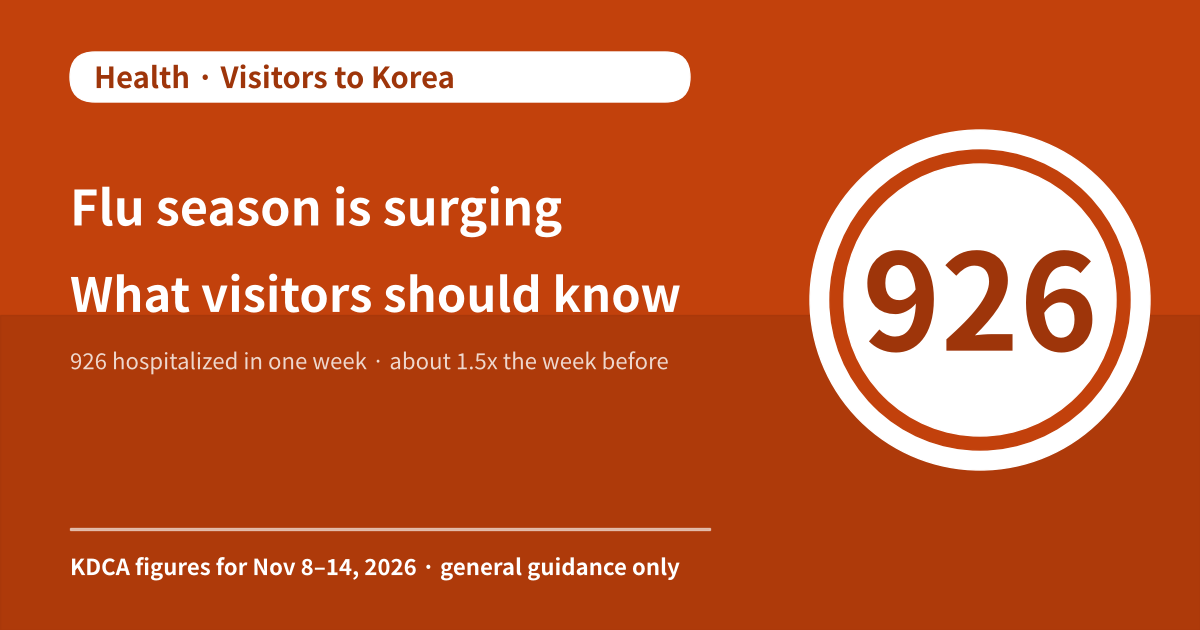 Health · Visitors to Korea
Flu season is surging
What visitors should know
926 hospitalized in one week · about 1.5x the week before
926
KDCA figures for Nov 8–14, 2026 · general guidance only